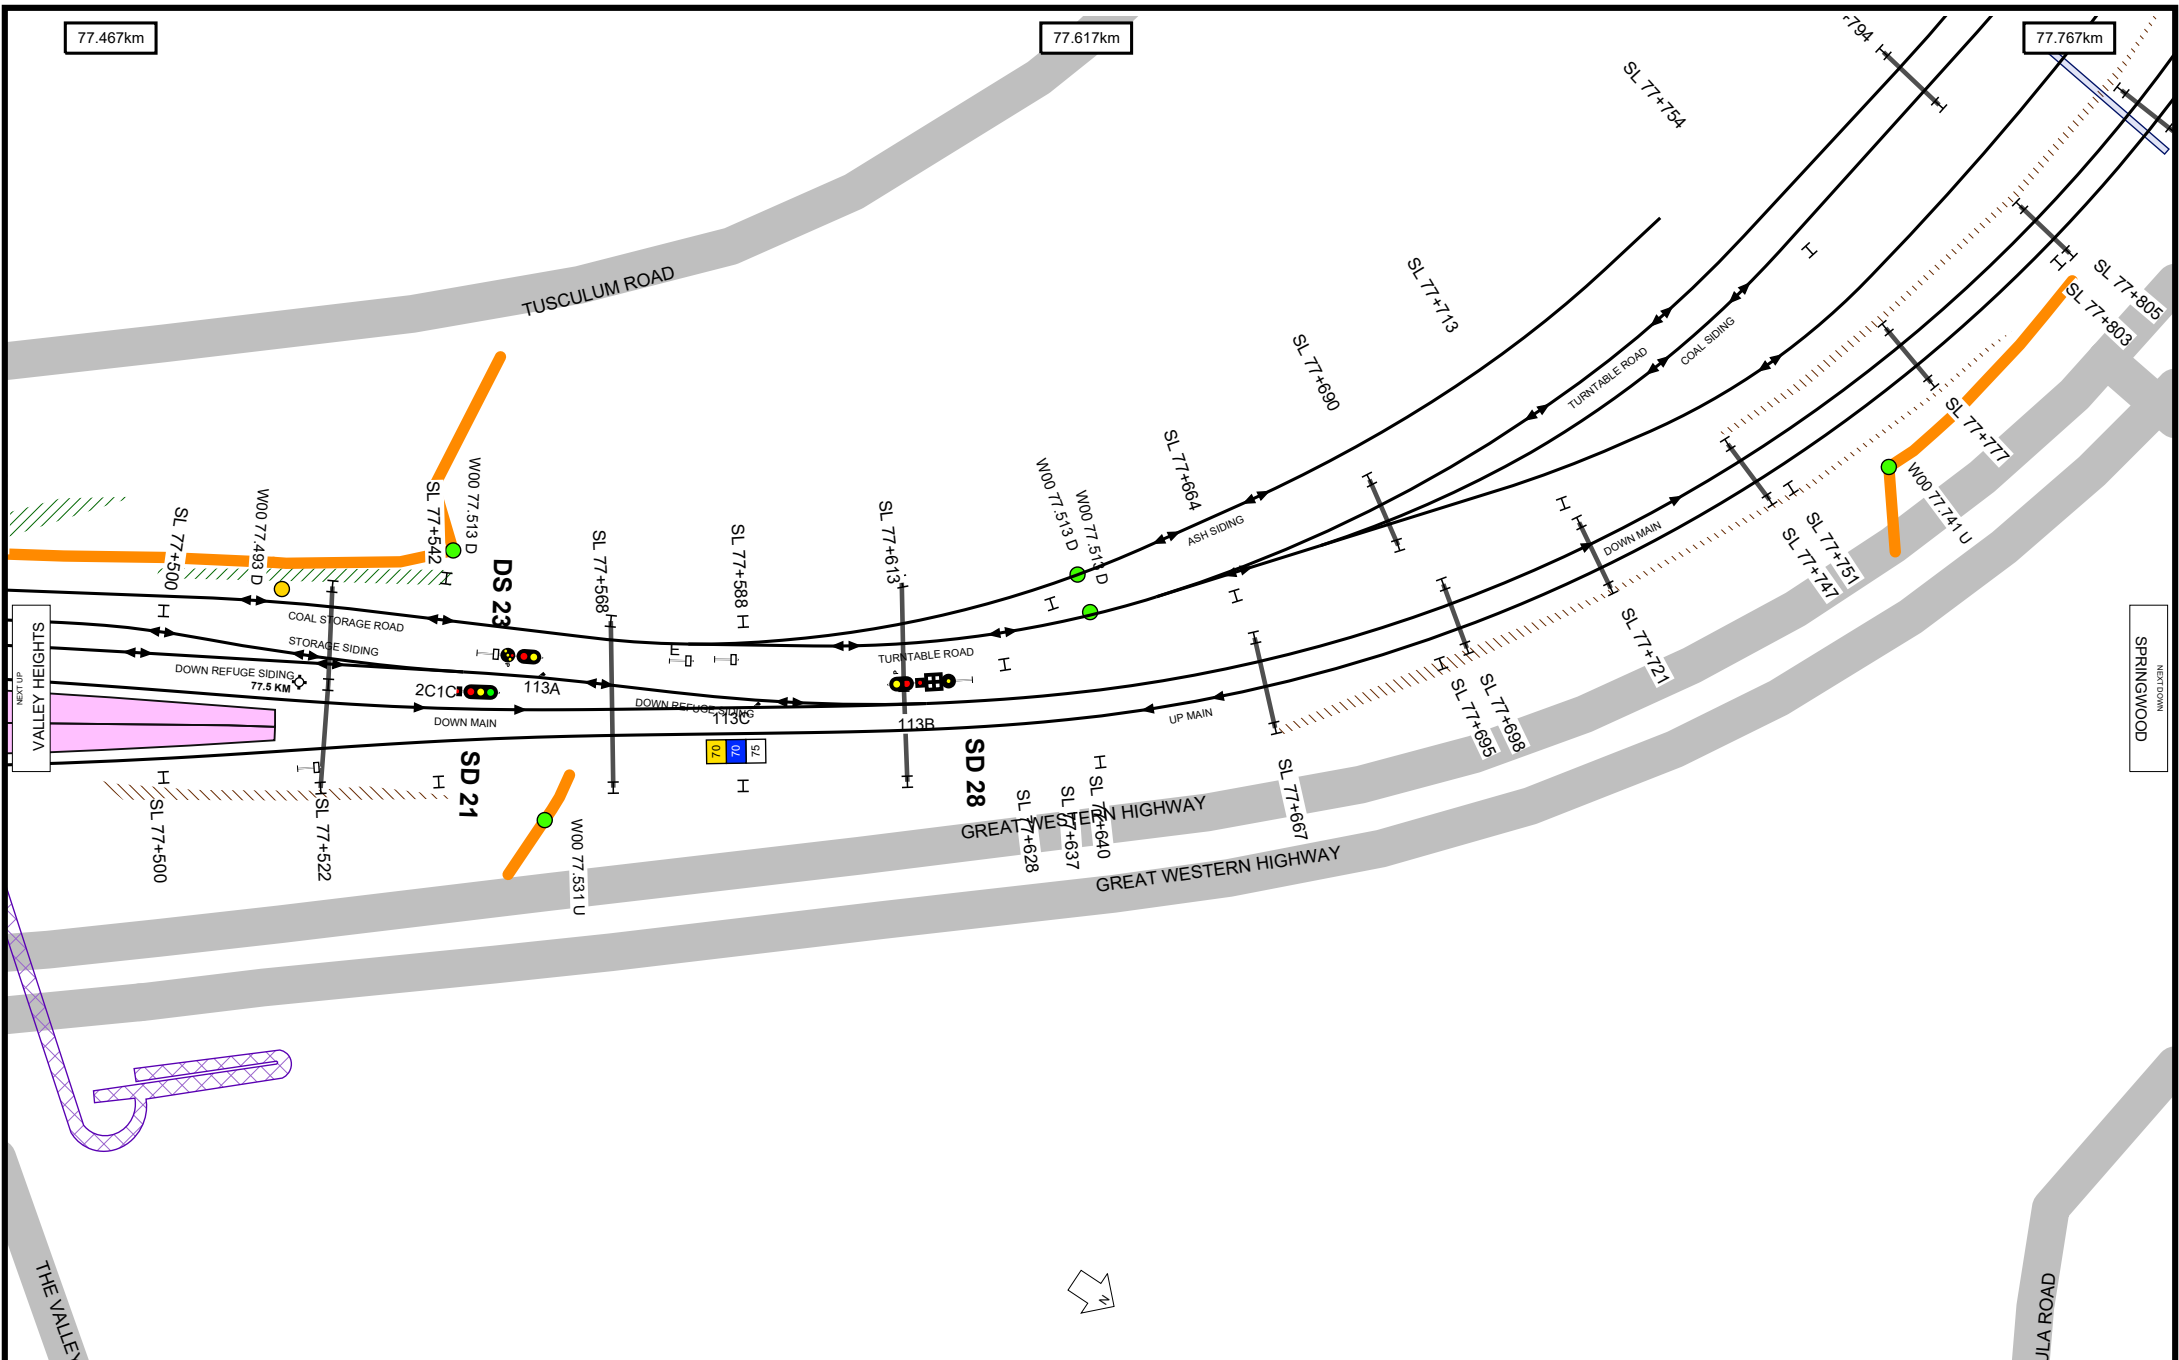 77.467km
77.617km
77.767km
SL 77+754
TUSCULUM ROAD
SL 77+713
SL 77+690
SL 77+664
W00 77.513 D
W00 77.513 D
SL 77+613
SL 77+588
SL 77+568
DS 23
W00 77.513 D
SL 77+542
W00 77.493 D
SL 77+500
TURNTABLE ROAD
COAL SIDING
ASH SIDING
SL 77+805
SL 77+803
SL 77+777
W00 77.741 U
SL 77+751
SL 77+747
DOWN MAIN
SL 77+721
COAL STORAGE ROAD
STORAGE SIDING
DOWN REFUGE SIDING
77.5 KM
E
TURNTABLE ROAD
NEXT UP
VALLEY HEIGHTS
2C1C
113A
DOWN REFUGE SIDING
113C
113B
DOWN MAIN
UP MAIN
70
70
75
SPRINGWOOD
NEXT DOWN
SL 77+698
SL 77+695
SL 77+667
SD 21
SD 28
SL 77+500
SL 77+522
W00 77.531 U
SL 77+628
SL 77+637
SL 77+640
GREAT WESTERN HIGHWAY
GREAT WESTERN HIGHWAY
THE VALLEY
N
ULA ROAD